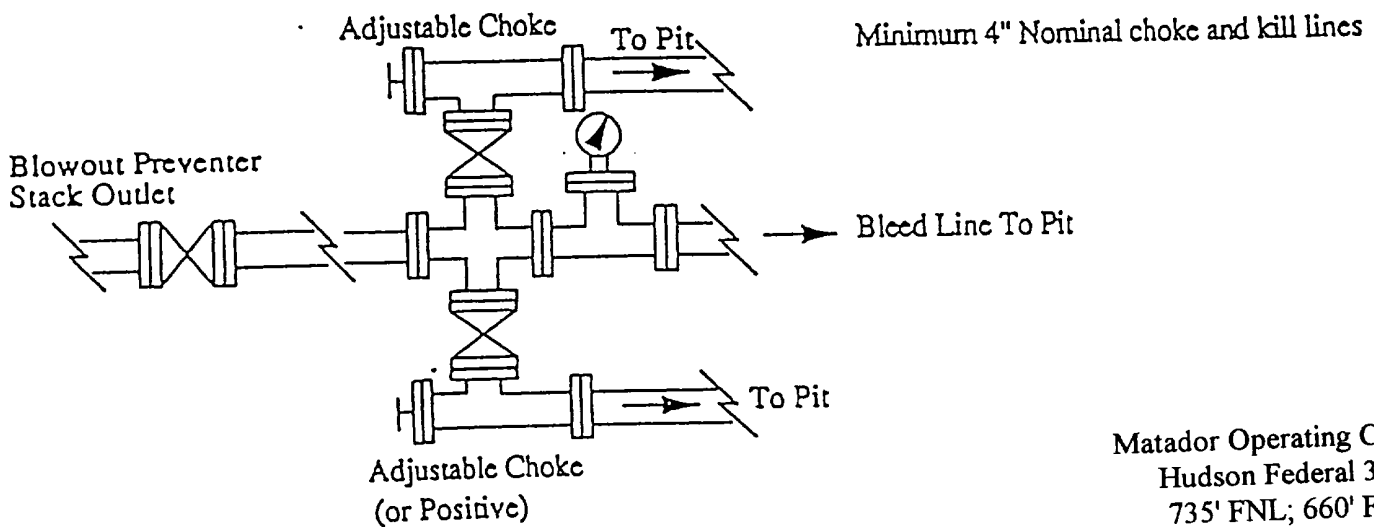 Adjustable Choke
To Pit
Minimum 4" Nominal choke and kill lines
Blowout Preventer
Stack Outlet
Bleed Line To Pit
To Pit
Adjustable Choke
(or Positive)
Matador Operating C
Hudson Federal 3
735' FNL; 660' F